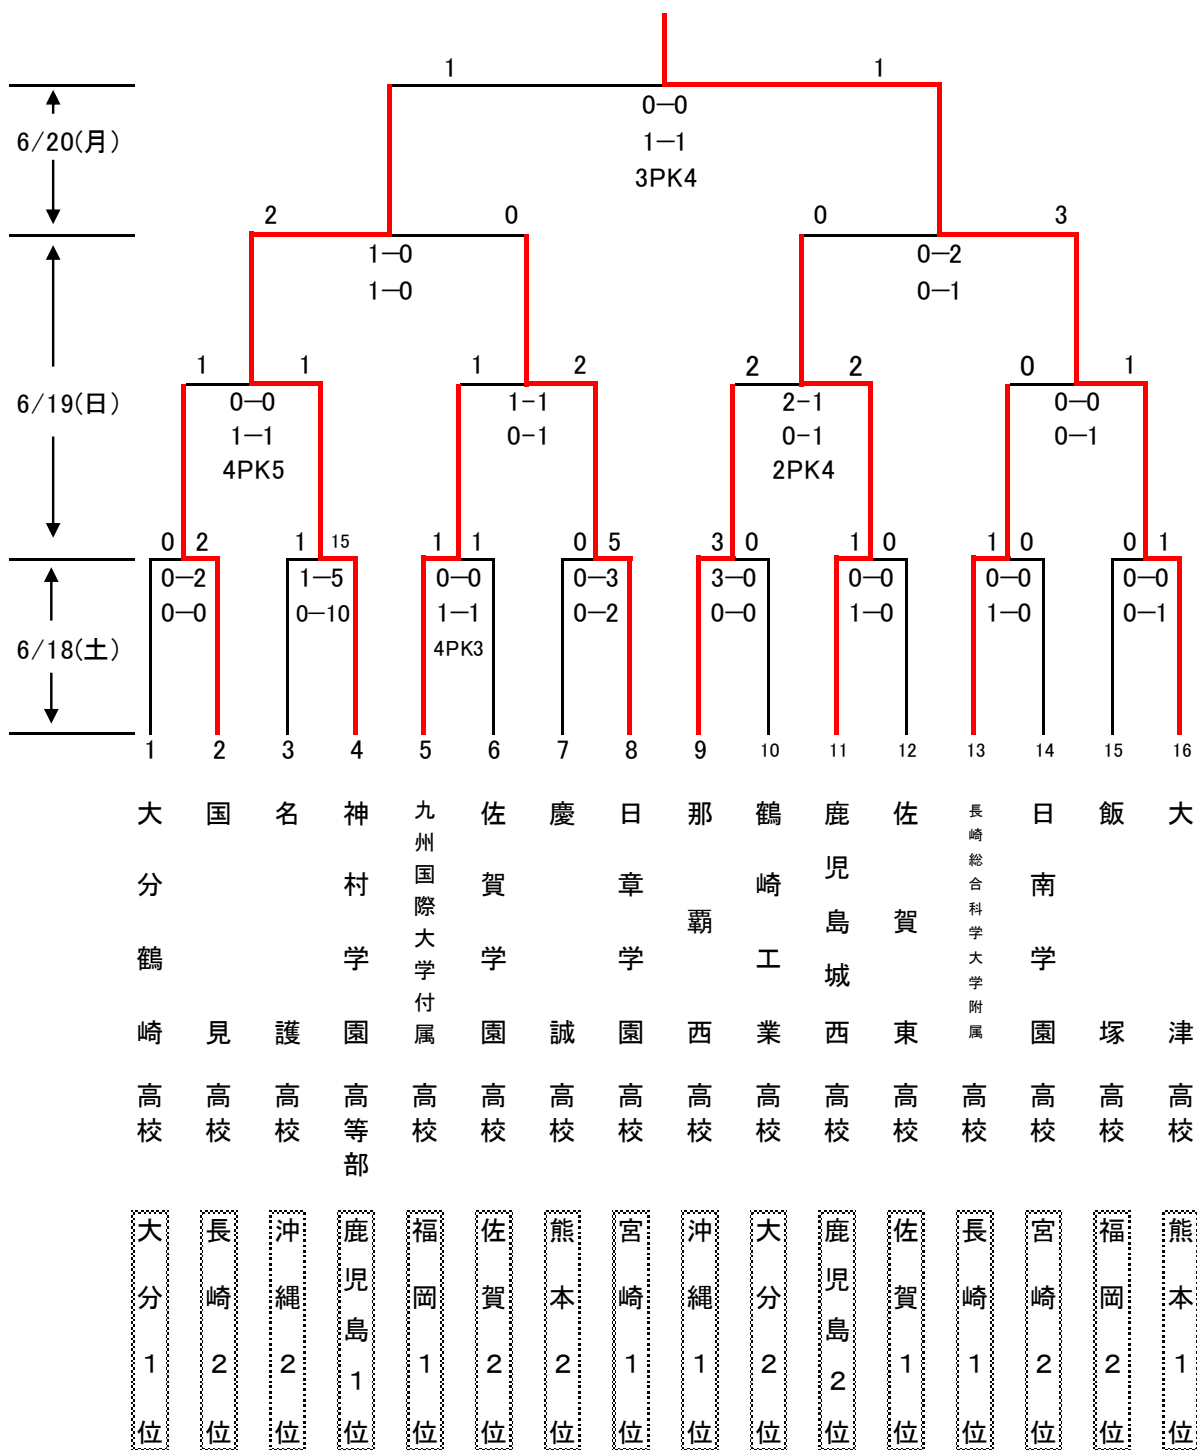 1 1
0―0
6/20(月)
1―1
3PK4
2 0 0 3
1―0 0―2
1―0 0―1
1 1 1 2 2 2 0 1
6/19(日) 0―0 1-1 2-1 0―0
1―1 0-1 0-1 0―1
4PK5 2PK4
0 2 1 15 1 1 0 5 3 0 1 0 1 0 0 1
0―2 1―5 0―0 0―3 3―0 0―0 0―0 0―0
0―0 0―10 1―1 0―2 0―0 1―0 1―0 0―1
6/18(土) 4PK3
1 2 3 4 5 6 7 8 9 10 11 12 13 14 15 16
大分鶴崎高校
国見高校
名護高校
神村学園高等部
九州国際大学付属高校
佐賀学園高校
慶誠高校
日章学園高校
那覇西高校
鶴崎工業高校
鹿児島城西高校
佐賀東高校
長崎総合科学大学附属高校
日南学園高校
飯塚高校
大津高校
大分1位
長崎2位
沖縄2位
鹿児島1位
福岡1位
佐賀2位
熊本2位
宮崎1位
沖縄1位
大分2位
鹿児島2位
佐賀1位
長崎1位
宮崎2位
福岡2位
熊本1位